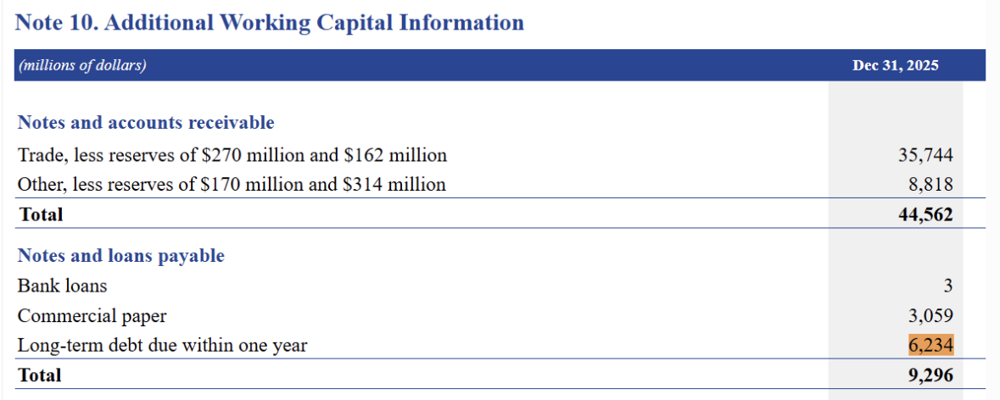 Note 10. Additional Working Capital Information
(millions of dollars) Dec 31, 2025
Notes and accounts receivable
Trade, less reserves of $270 million and $162 million 35,744
Other, less reserves of $170 million and $314 million 8,818
Total 44,562
Notes and loans payable
Bank loans 3
Commercial paper 3,059
Long-term debt due within one year 6,234
Total 9,296